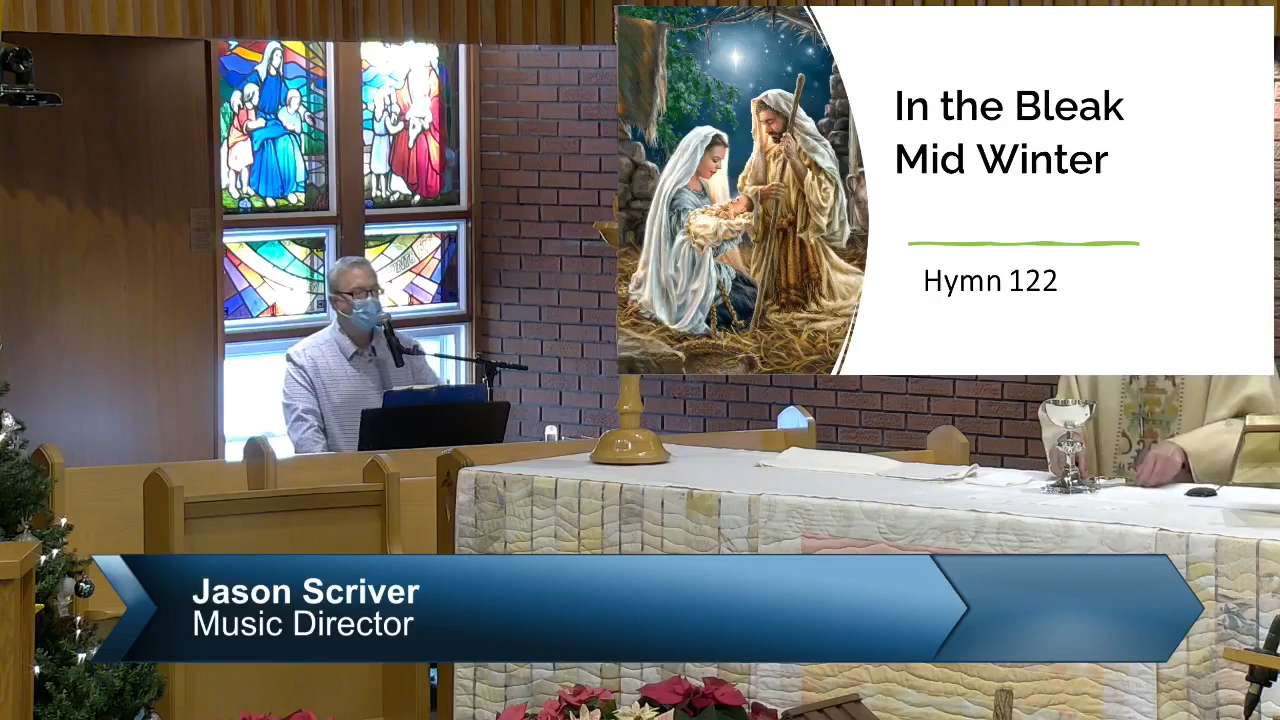 In the Bleak
Mid Winter
Hymn 122
Jason Scriver
Music Director